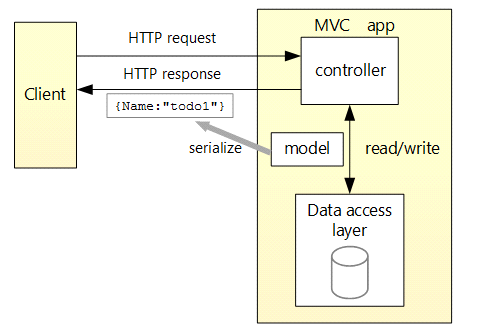 MVC app
HTTP request
controller
HTTP response
Client
{Name:"todo1"}
serialize
model
read/write
Data access
layer